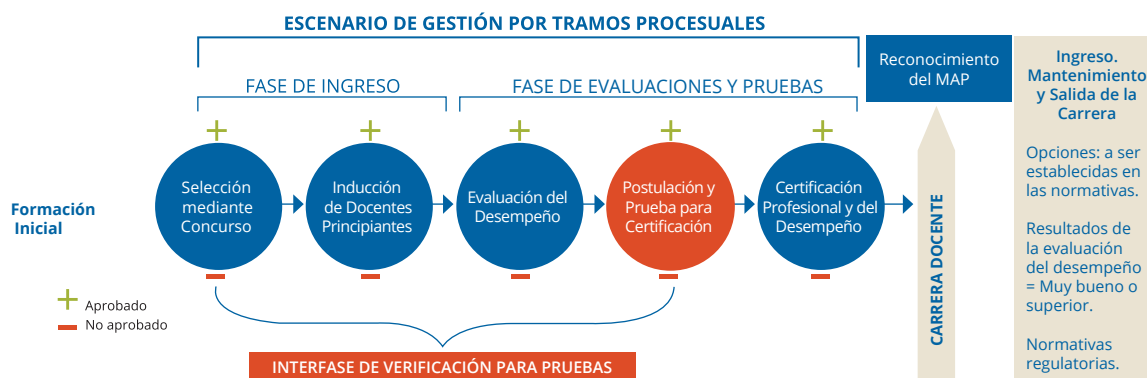 ESCENARIO DE GESTIÓN POR TRAMOS PROCESUALES
FASE DE INGRESO
FASE DE EVALUACIONES Y PRUEBAS
Reconocimiento
del MAP
Ingreso.
Mantenimiento
y Salida de la
Carrera
Opciones: a ser
establecidas en
las normativas.
Resultados de
la evaluación
del desempeño
= Muy bueno o
superior.
Normativas
regulatorias.
Formación
Inicial
Selección
mediante
Concurso
Inducción
de Docentes
Principiantes
Evaluación del
Desempeño
Postulación y
Prueba para
Certificación
Certificación
Profesional y del
Desempeño
CARRERA DOCENTE
+ Aprobado
− No aprobado
INTERFASE DE VERIFICACIÓN PARA PRUEBAS